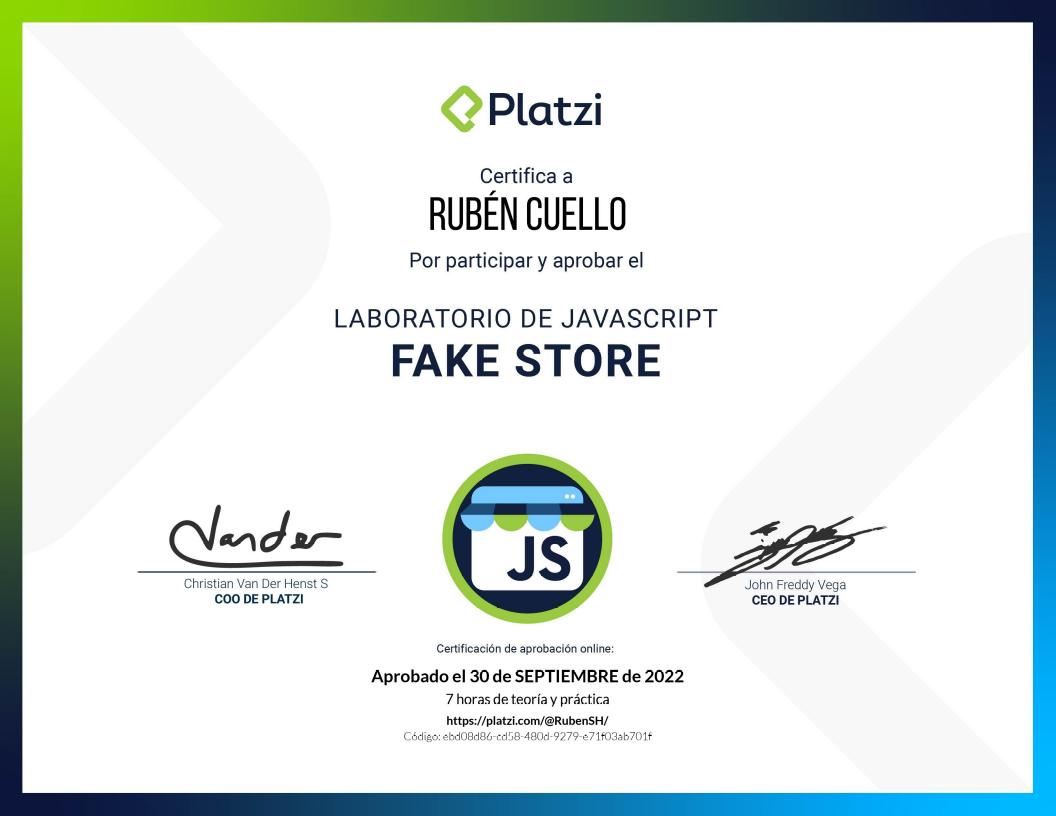 Platzi
Certifica a
RUBÉN CUELLO
Por participar y aprobar el
LABORATORIO DE JAVASCRIPT
FAKE STORE
Vander
JS
Christian Van Der Henst S
COO DE PLATZI
John Freddy Vega
CEO DE PLATZI
Certificación de aprobación online:
Aprobado el 30 de SEPTIEMBRE de 2022
7 horas de teoría y práctica
https://platzi.com/@RubenSH/
Código: ebd08d86-cd58-480d-9279-e71f03ab701f